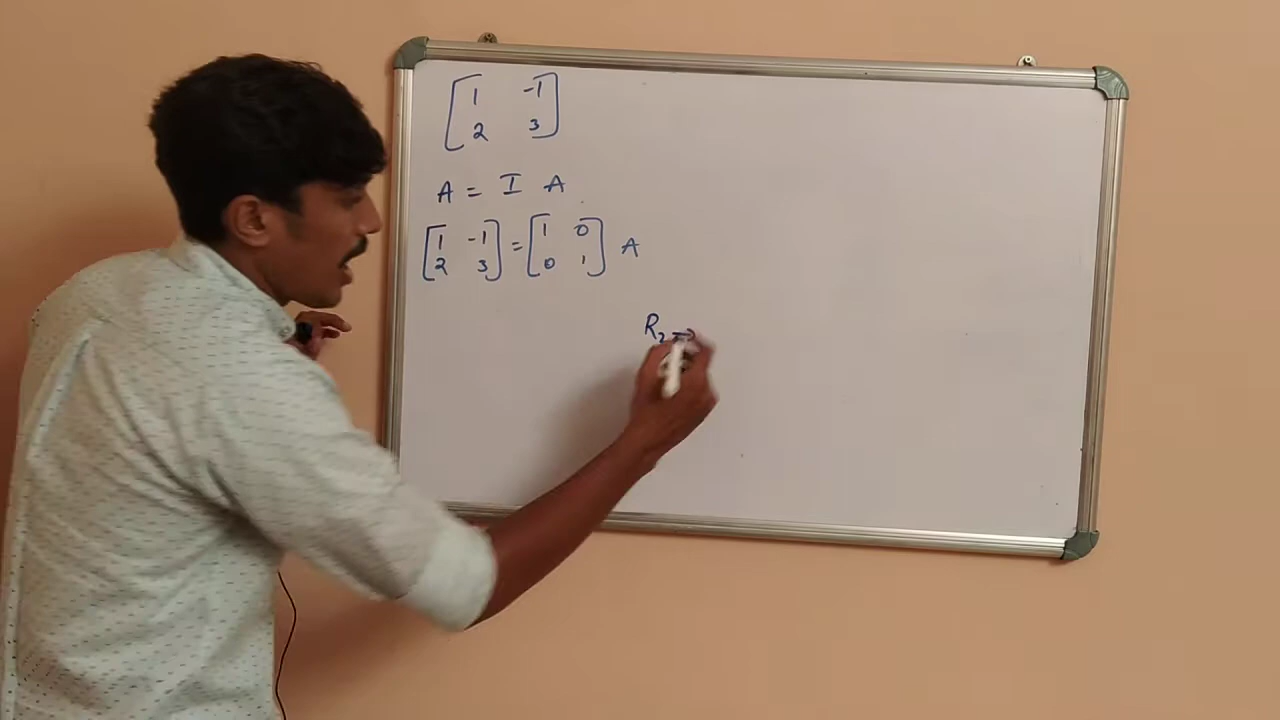 [1 -1
2 3]
A = I A
[1 -1 2 3] = [1 0 0 1] A
R₂ →